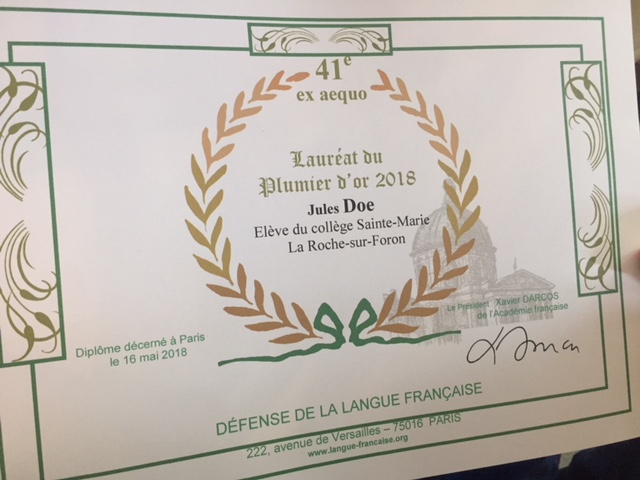 41e
ex aequo
Lauréat du
Plumier d'or 2018
Jules Doe
Elève du collège Sainte-Marie
La Roche-sur-Foron
Le Président Xavier DARCOS
de l'Académie française
Diplôme décerné à Paris
le 16 mai 2018
DÉFENSE DE LA LANGUE FRANÇAISE
222, avenue de Versailles – 75016 PARIS
www.langue-francaise.org